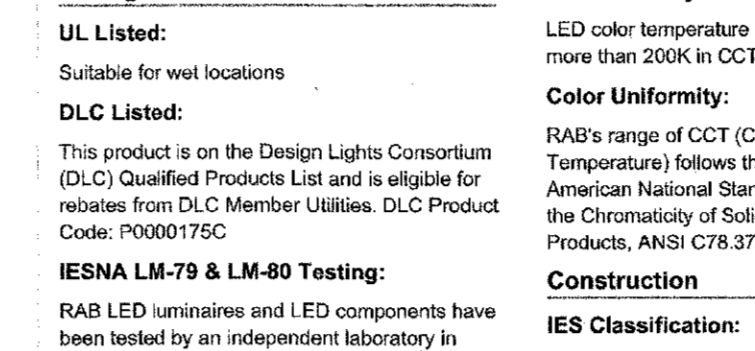 UL Listed:
Suitable for wet locations
DLC Listed:
This product is on the Design Lights Consortium
(DLC) Qualified Products List and is eligible for
rebates from DLC Member Utilities. DLC Product
Code: P0000175C
IESNA LM-79 & LM-80 Testing:
RAB LED luminaires and LED components have
been tested by an independent laboratory in
LED color temperature
more than 200K in CCT
Color Uniformity:
RAB's range of CCT (C
Temperature) follows th
American National Stan
the Chromaticity of Soli
Products, ANSI C78.37
Construction
IES Classification: